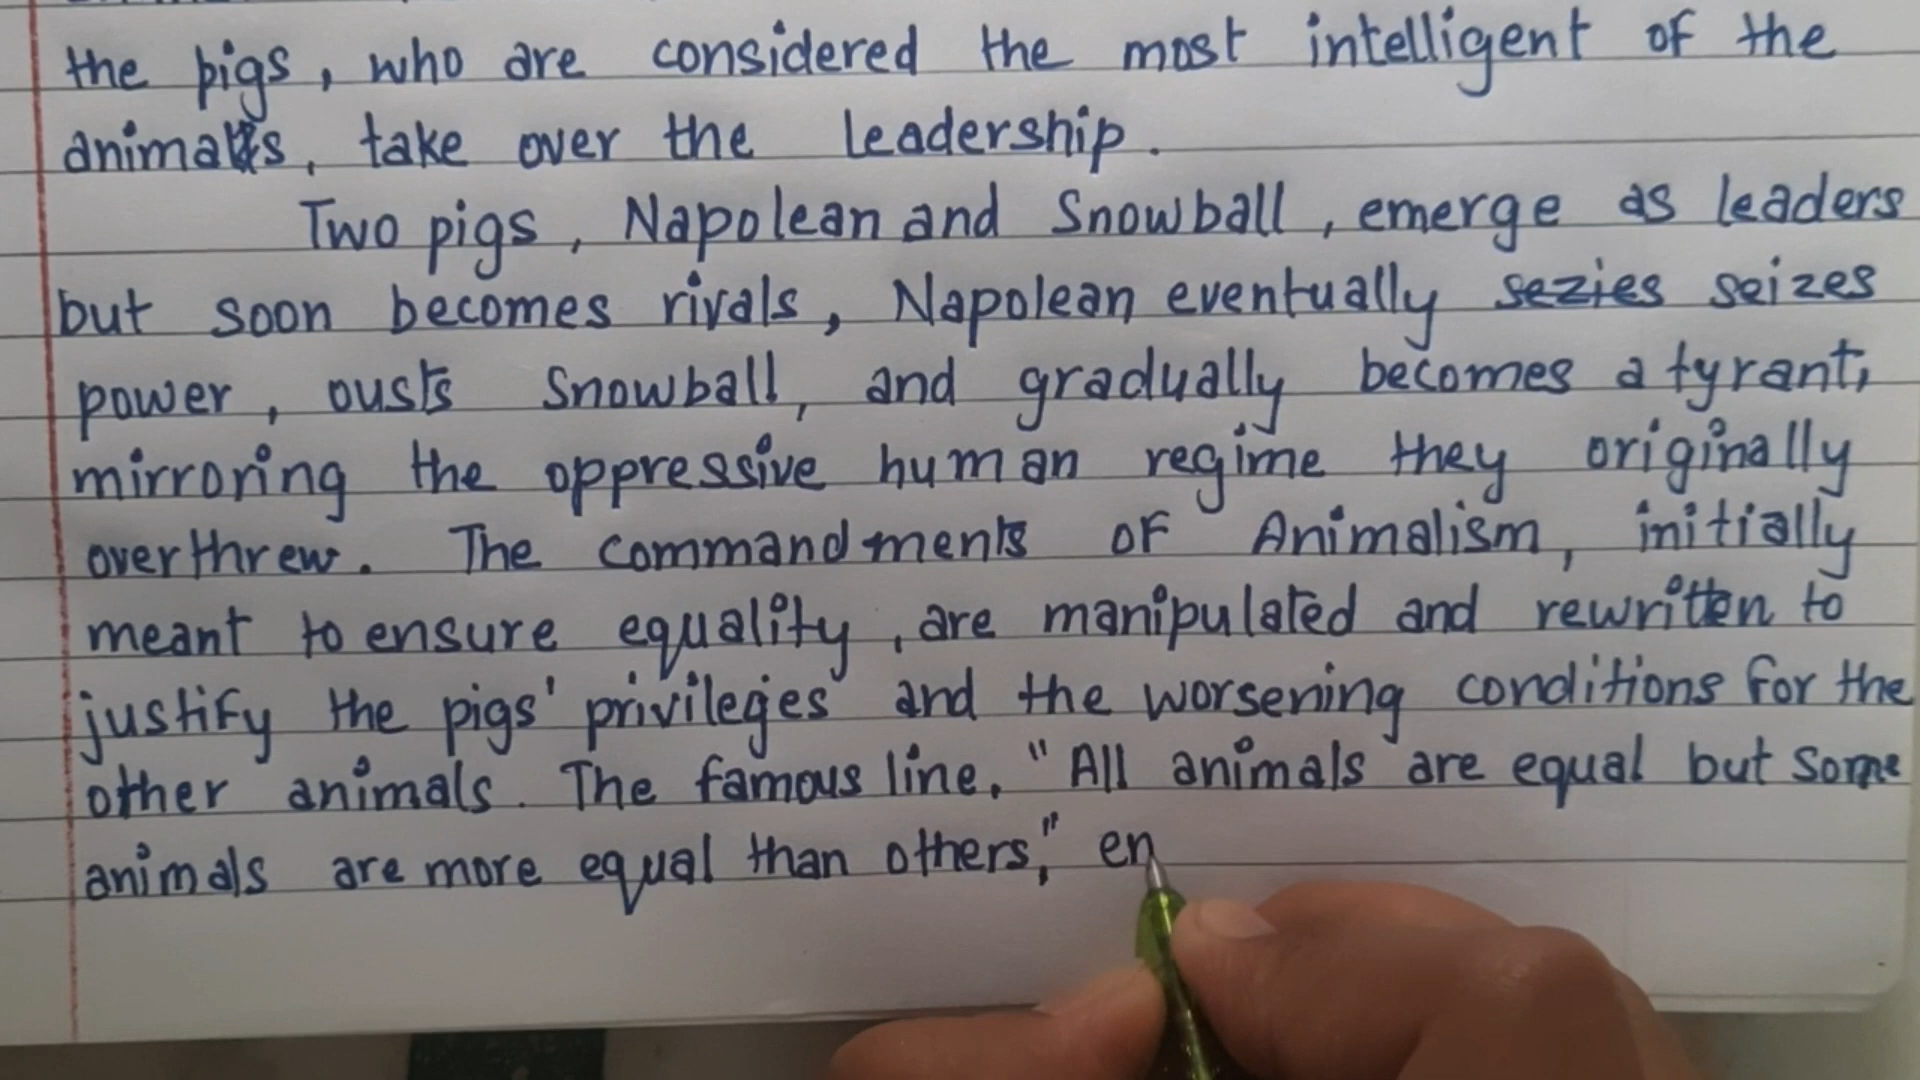 the pigs, who are considered the most intelligent of the
animals, take over the leadership.
Two pigs, Napolean and Snowball, emerge as leaders
but soon becomes rivals, Napolean eventually sezies seizes
power, ousts Snowball, and gradually becomes a tyrant,
mirroring the oppressive human regime they originally
overthrew. The commandments of Animalism, initially
meant to ensure equality, are manipulated and rewritten to
justify the pigs' privileges and the worsening conditions for the
other animals. The famous line, "All animals are equal but some
animals are more equal than others," en